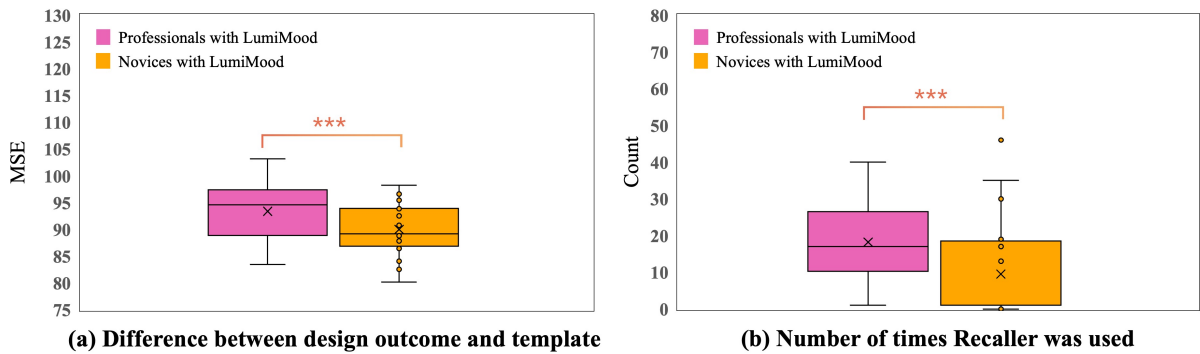 130
125
120
115
110
105
100
95
90
85
80
75
MSE
Professionals with LumiMood
Novices with LumiMood
***
(a) Difference between design outcome and template
80
70
60
50
40
30
20
10
0
Count
Professionals with LumiMood
Novices with LumiMood
***
(b) Number of times Recaller was used